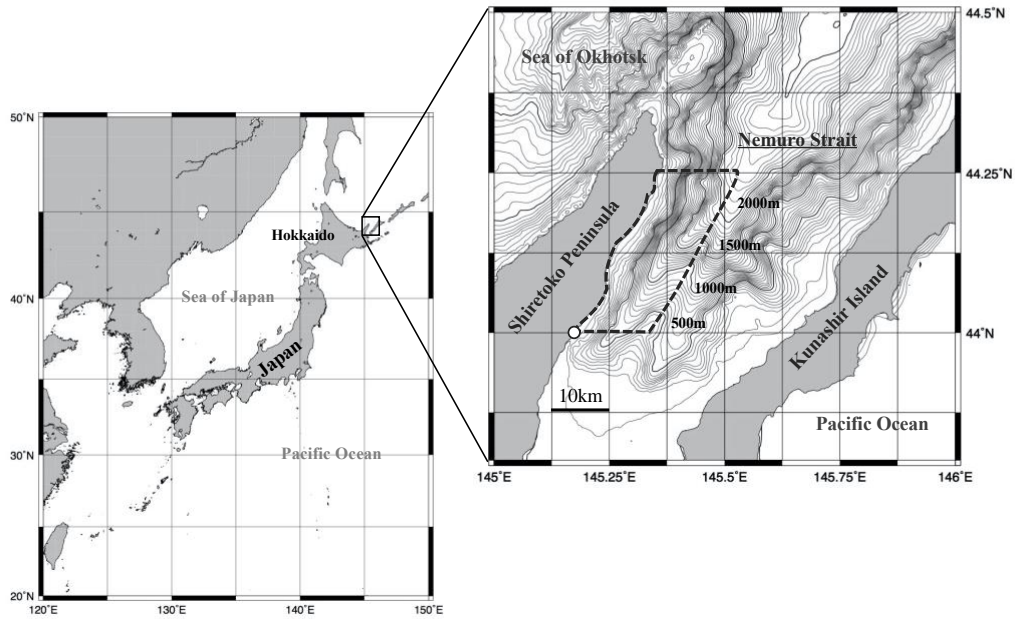 50°N
40°N
30°N
20°N
120°E
130°E
140°E
150°E
Hokkaido
Sea of Japan
Japan
Pacific Ocean
44.5°N
Sea of Okhotsk
Nemuro Strait
44.25°N
2000m
Shiretoko Peninsula
1500m
1000m
Kunashir Island
500m
44°N
10km
Pacific Ocean
145°E
145.25°E
145.5°E
145.75°E
146°E